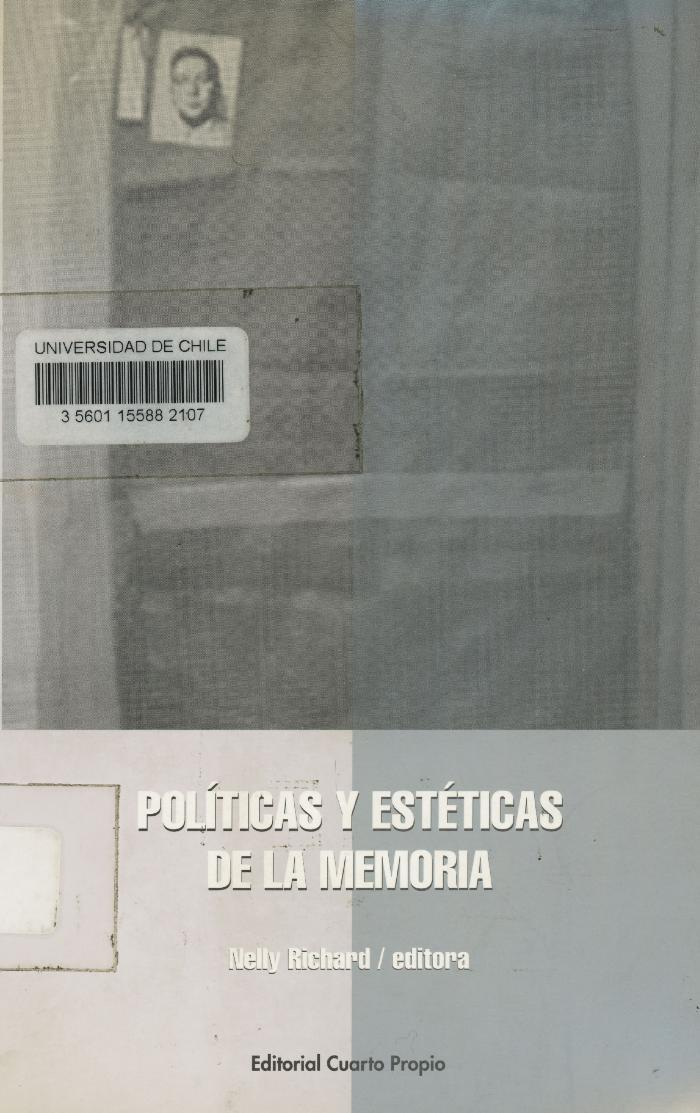 UNIVERSIDAD DE CHILE
3 5601 15588 2107
POLÍTICAS Y ESTÉTICAS
DE LA MEMORIA
Nelly Richard / editora
Editorial Cuarto Propio